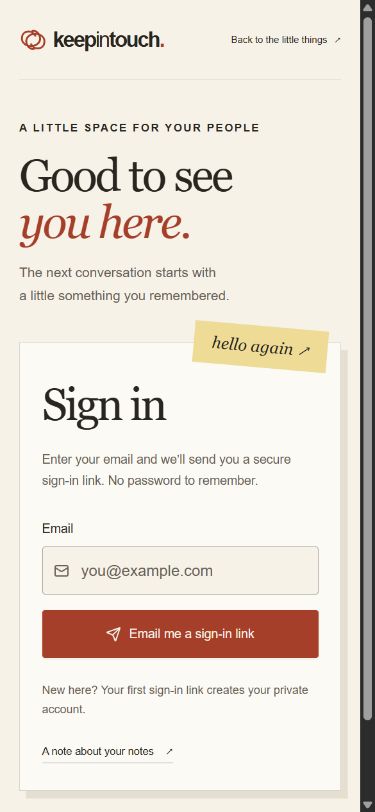 keepintouch.
Back to the little things ↗
A LITTLE SPACE FOR YOUR PEOPLE
Good to see
you here.
The next conversation starts with
a little something you remembered.
hello again ↗
Sign in
Enter your email and we'll send you a secure
sign-in link. No password to remember.
Email
you@example.com
Email me a sign-in link
New here? Your first sign-in link creates your private
account.
A note about your notes ↗